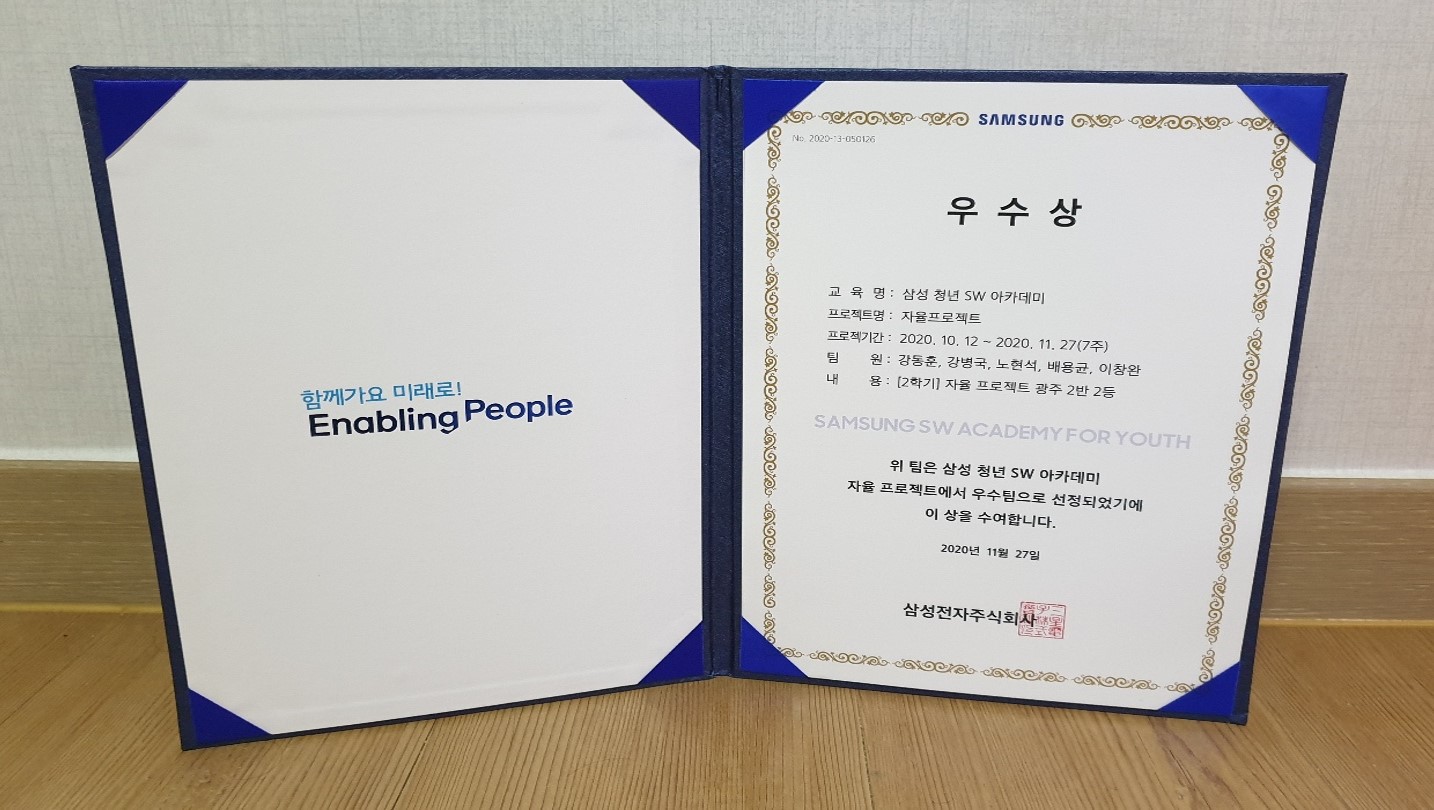 함께가요 미래로!
Enabling People
SAMSUNG
No. 2020-13-050126
우 수 상
교 육 명 : 삼성 청년 SW 아카데미
프로젝트명 : 자율프로젝트
프로젝기간 : 2020. 10. 12 ~ 2020. 11. 27(7주)
팀 원 : 강동훈, 강병국, 노현석, 배용균, 이창완
내 용 : [2학기] 자율 프로젝트 광주 2반 2등
SAMSUNG SW ACADEMY FOR YOUTH
위 팀은 삼성 청년 SW 아카데미
자율 프로젝트에서 우수팀으로 선정되었기에
이 상을 수여합니다.
2020년 11월 27일
삼성전자주식회사